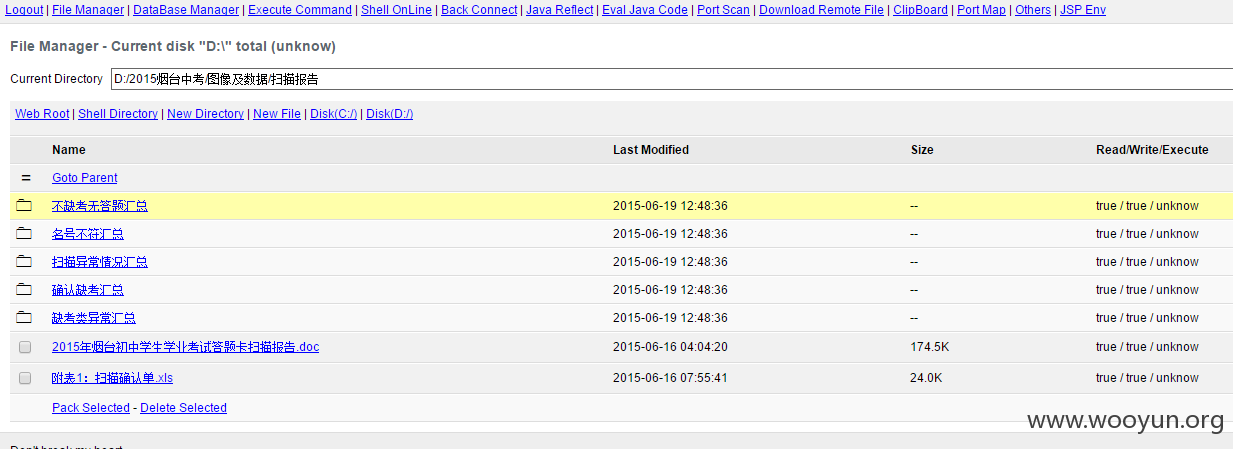 Logout | File Manager | DataBase Manager | Execute Command | Shell OnLine | Back Connect | Java Reflect | Eval Java Code | Port Scan | Download Remote File | ClipBoard | Port Map | Others | JSP Env
File Manager - Current disk "D:\" total (unknow)
Current Directory D:/2015烟台中考/图像及数据/扫描报告
Web Root | Shell Directory | New Directory | New File | Disk(C:/) | Disk(D:/)
Name Last Modified Size Read/Write/Execute
= Goto Parent
不缺考无答题汇总 2015-06-19 12:48:36 -- true / true / unknow
名号不符汇总 2015-06-19 12:48:36 -- true / true / unknow
扫描异常情况汇总 2015-06-19 12:48:36 -- true / true / unknow
确认缺考汇总 2015-06-19 12:48:36 -- true / true / unknow
缺考类异常汇总 2015-06-19 12:48:36 -- true / true / unknow
2015年烟台初中学生学业考试答题卡扫描报告.doc 2015-06-16 04:04:20 174.5K true / true / unknow
附表1：扫描确认单.xls 2015-06-16 07:55:41 24.0K true / true / unknow
Pack Selected - Delete Selected
www.wooyun.org
Don't break my heart